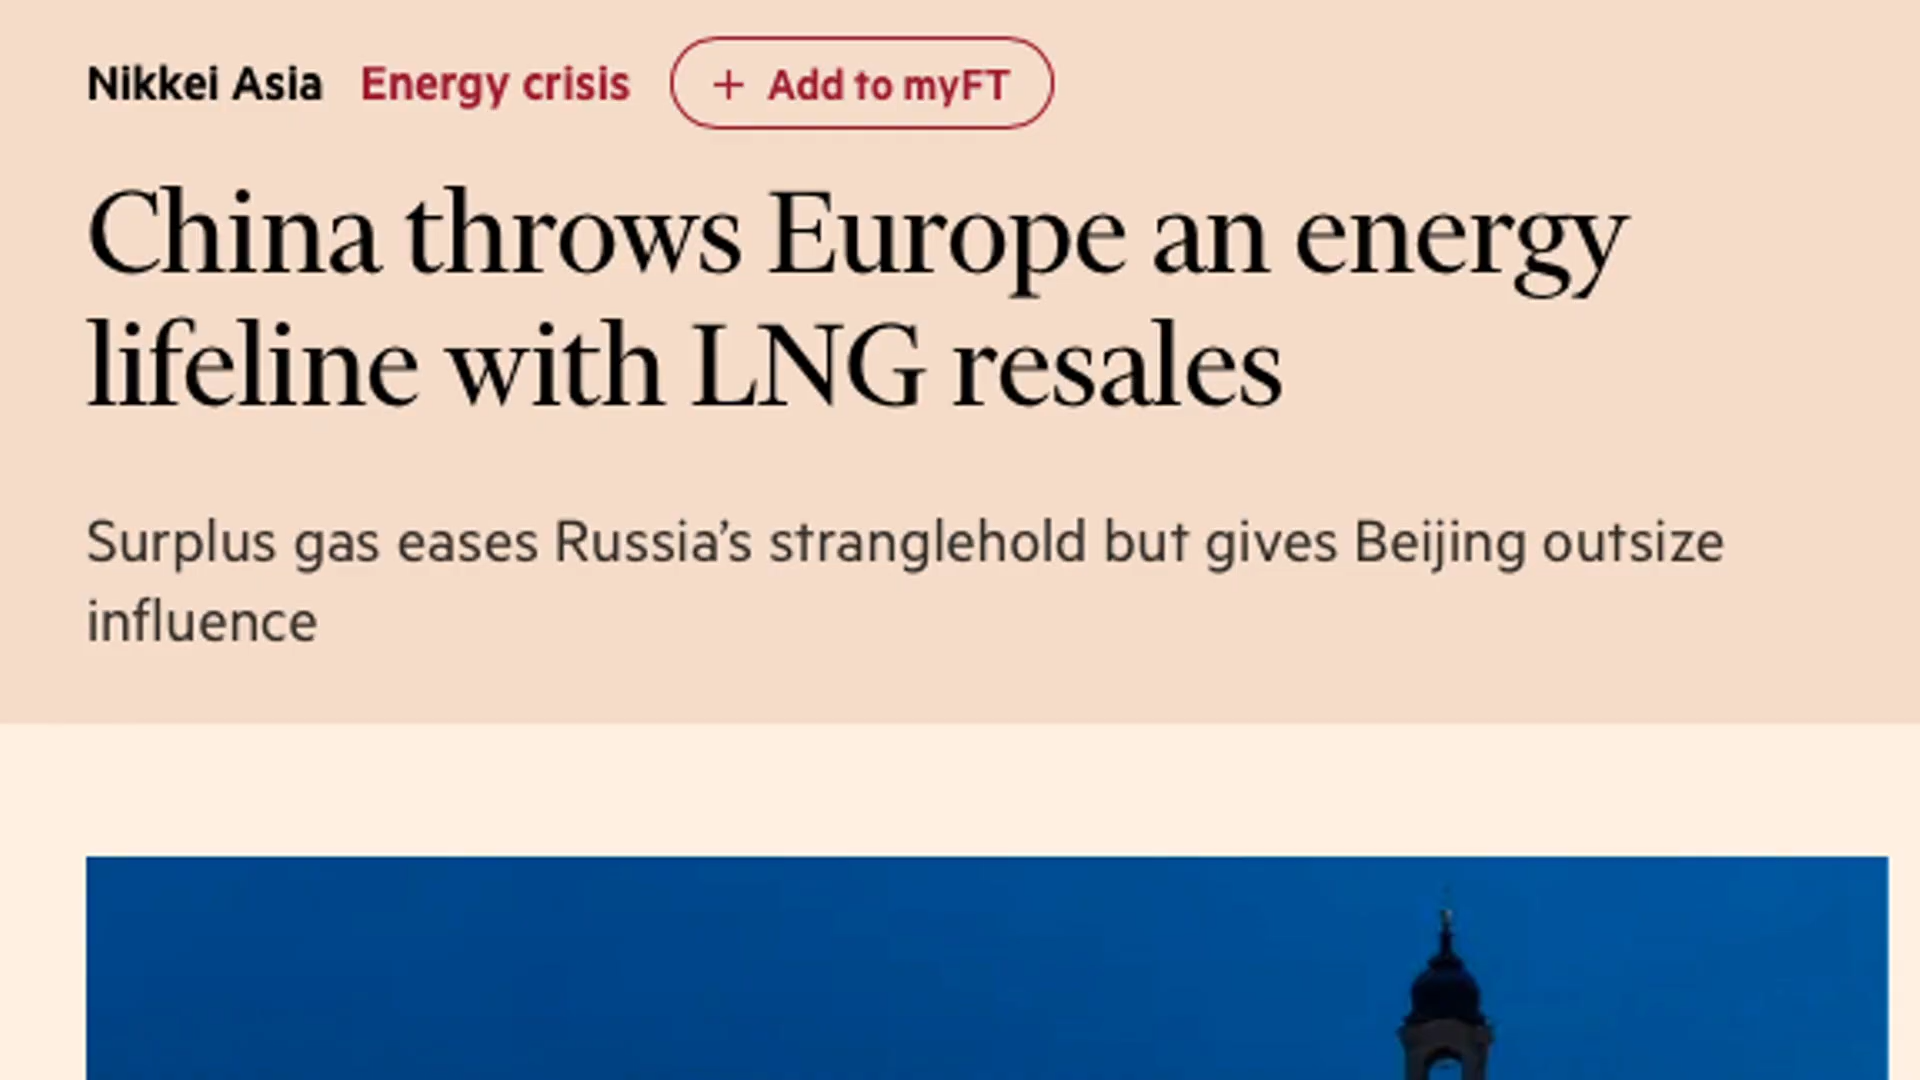 Nikkei Asia Energy crisis + Add to myFT
China throws Europe an energy
lifeline with LNG resales
Surplus gas eases Russia’s stranglehold but gives Beijing outsize
influence